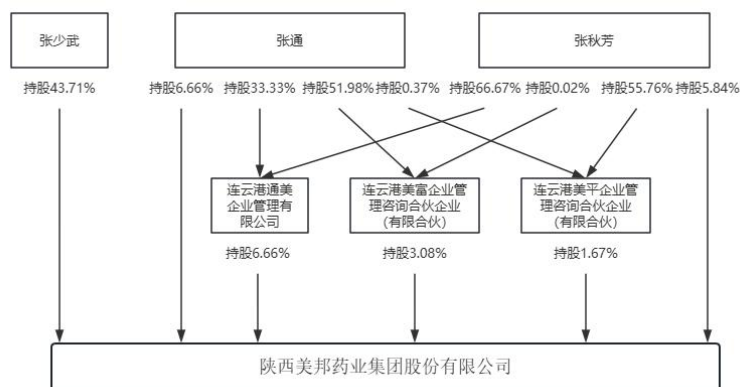 张少武
张通
张秋芳
持股43.71%
持股6.66%
持股33.33%
持股51.98%
持股0.37%
持股66.67%
持股0.02%
持股55.76%
持股5.84%
连云港通美
企业管理有
限公司
连云港美富企业管
理咨询合伙企业
(有限合伙)
连云港美平企业管
理咨询合伙企业
(有限合伙)
持股6.66%
持股3.08%
持股1.67%
陕西美邦药业集团股份有限公司